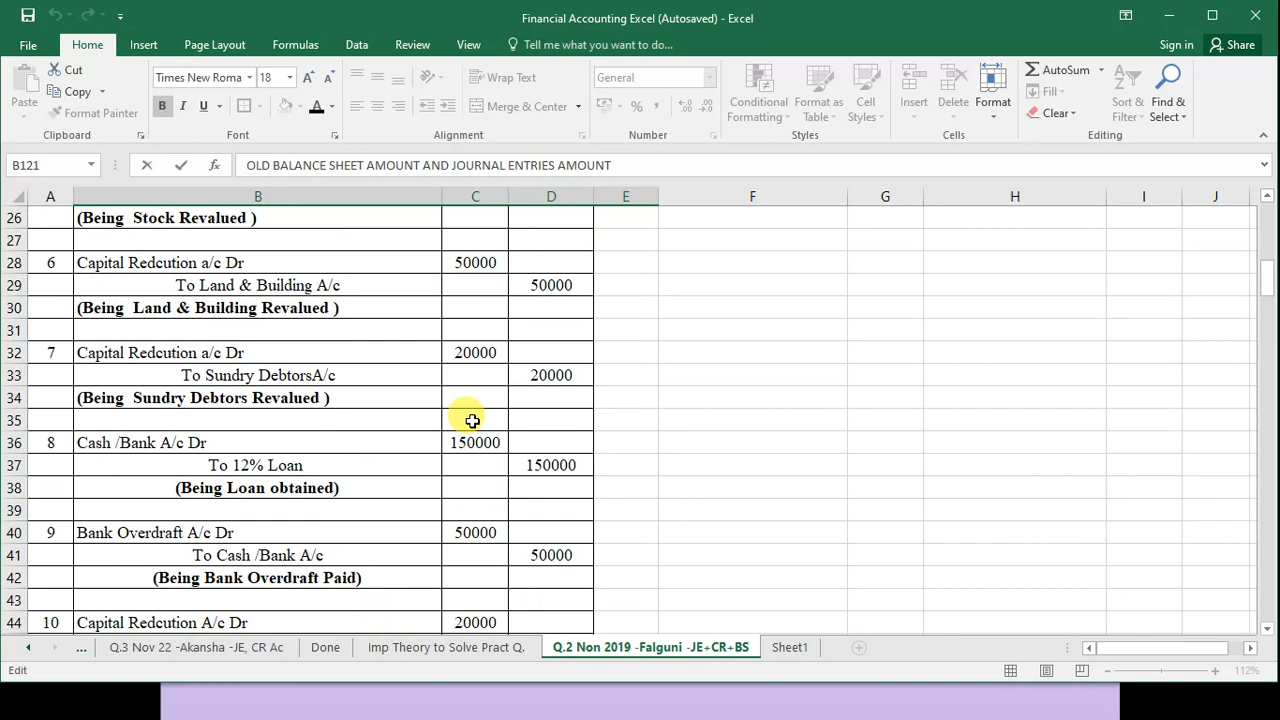 Financial Accounting Excel (Autosaved) - Excel
File Home Insert Page Layout Formulas Data Review View Tell me what you want to do... Sign in Share
Paste Cut Copy Format Painter Clipboard
Times New Roma 18 B I U A Font
Wrap Text Merge & Center Alignment
General % , Number
Conditional Formatting Format as Table Cell Styles Styles
Insert Delete Format Cells
AutoSum Fill Clear Sort & Filter Find & Select Editing
B121 fx OLD BALANCE SHEET AMOUNT AND JOURNAL ENTRIES AMOUNT
A B C D E F G H I J
26 (Being Stock Revalued )
27
28 6 Capital Redcution a/c Dr 50000
29 To Land & Building A/c 50000
30 (Being Land & Building Revalued )
31
32 7 Capital Redcution a/c Dr 20000
33 To Sundry DebtorsA/c 20000
34 (Being Sundry Debtors Revalued )
35
36 8 Cash /Bank A/c Dr 150000
37 To 12% Loan 150000
38 (Being Loan obtained)
39
40 9 Bank Overdraft A/c Dr 50000
41 To Cash /Bank A/c 50000
42 (Being Bank Overdraft Paid)
43
44 10 Capital Redcution A/c Dr 20000
... Q.3 Nov 22 -Akansha -JE, CR Ac Done Imp Theory to Solve Pract Q. Q.2 Non 2019 -Falguni -JE+CR+BS Sheet1
Edit 112%